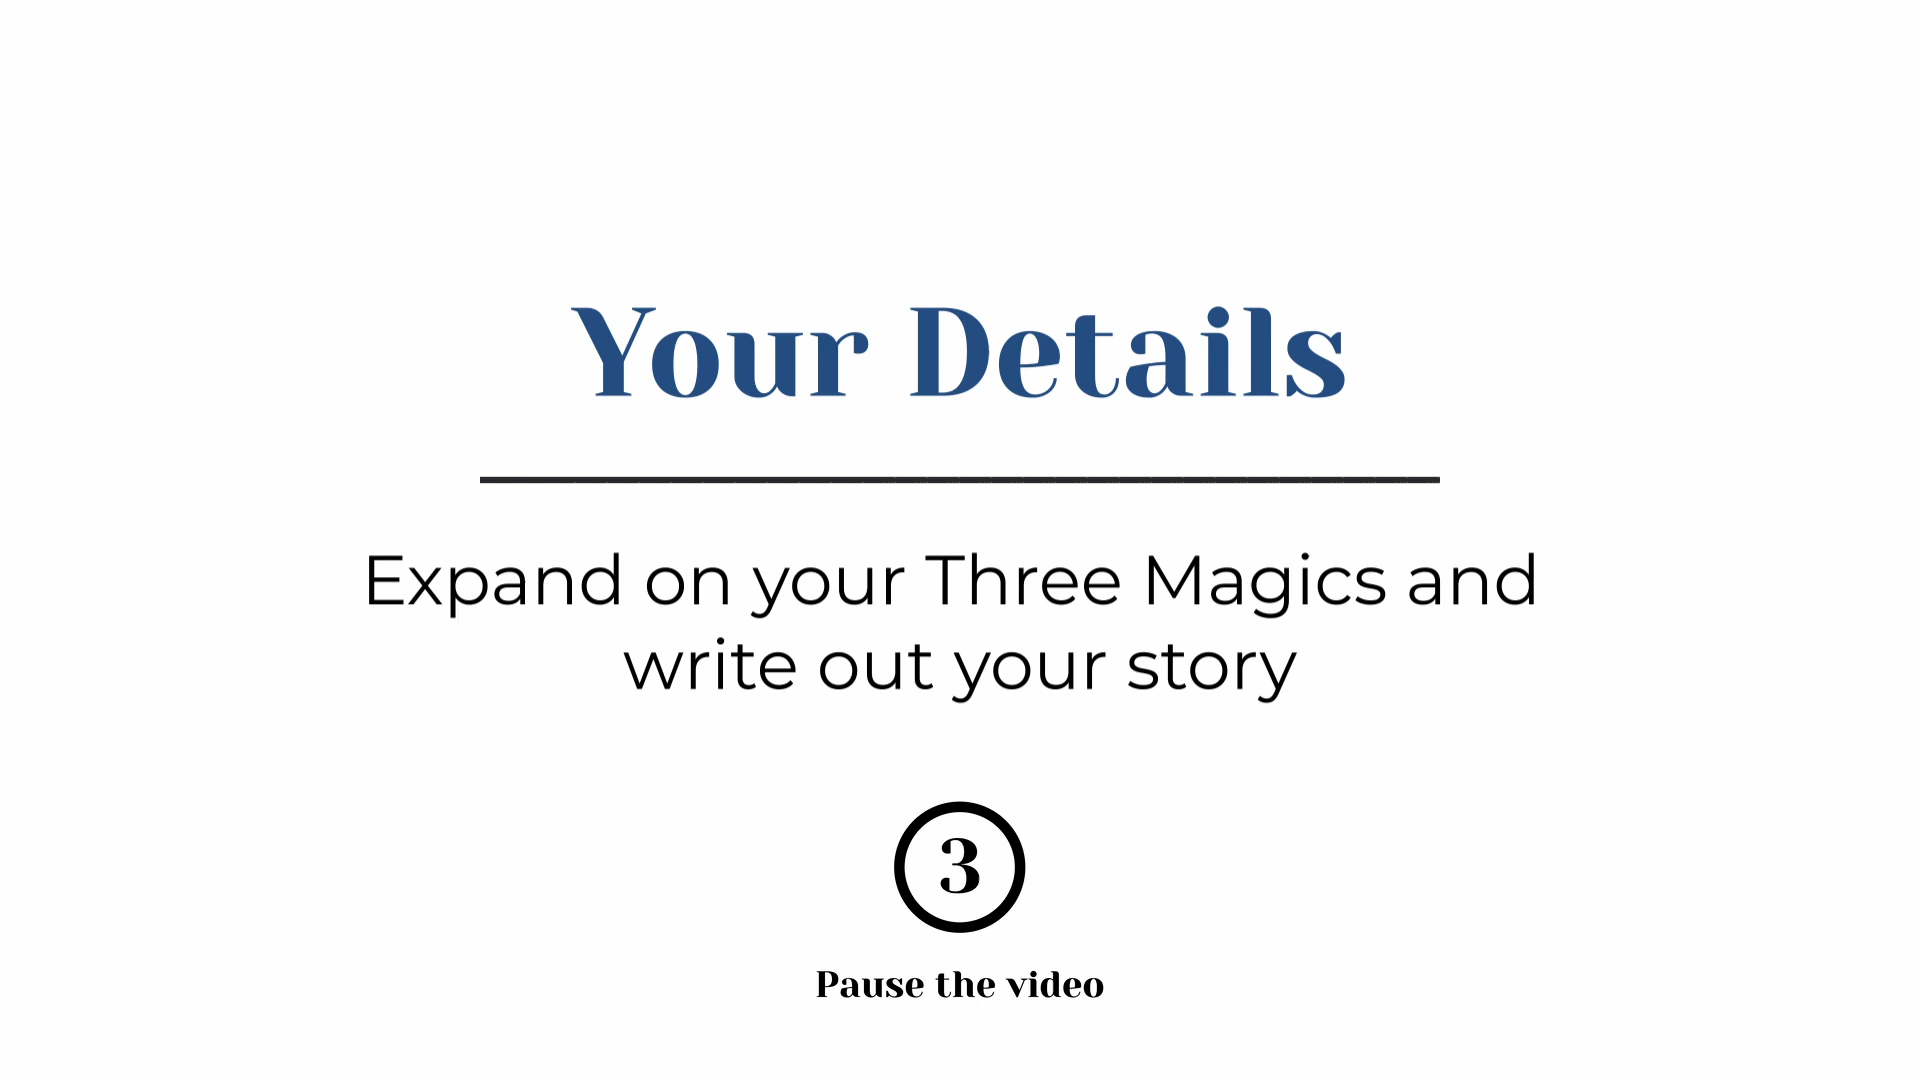 Your Details
Expand on your Three Magics and
write out your story
3
Pause the video